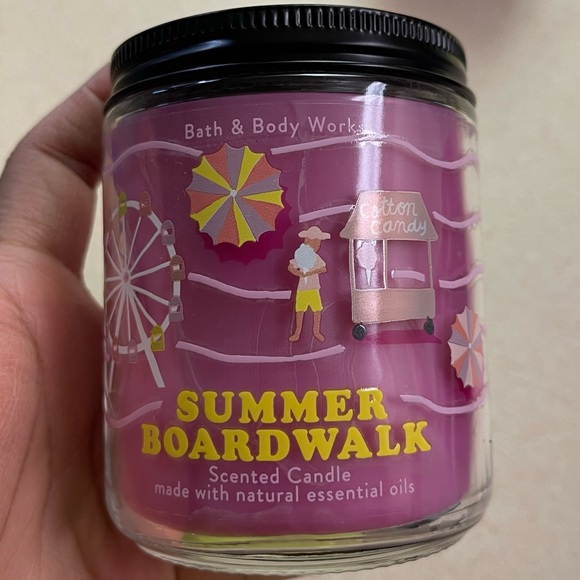 Bath & Body Works
Cotton
Candy
SUMMER
BOARDWALK
Scented Candle
made with natural essential oils